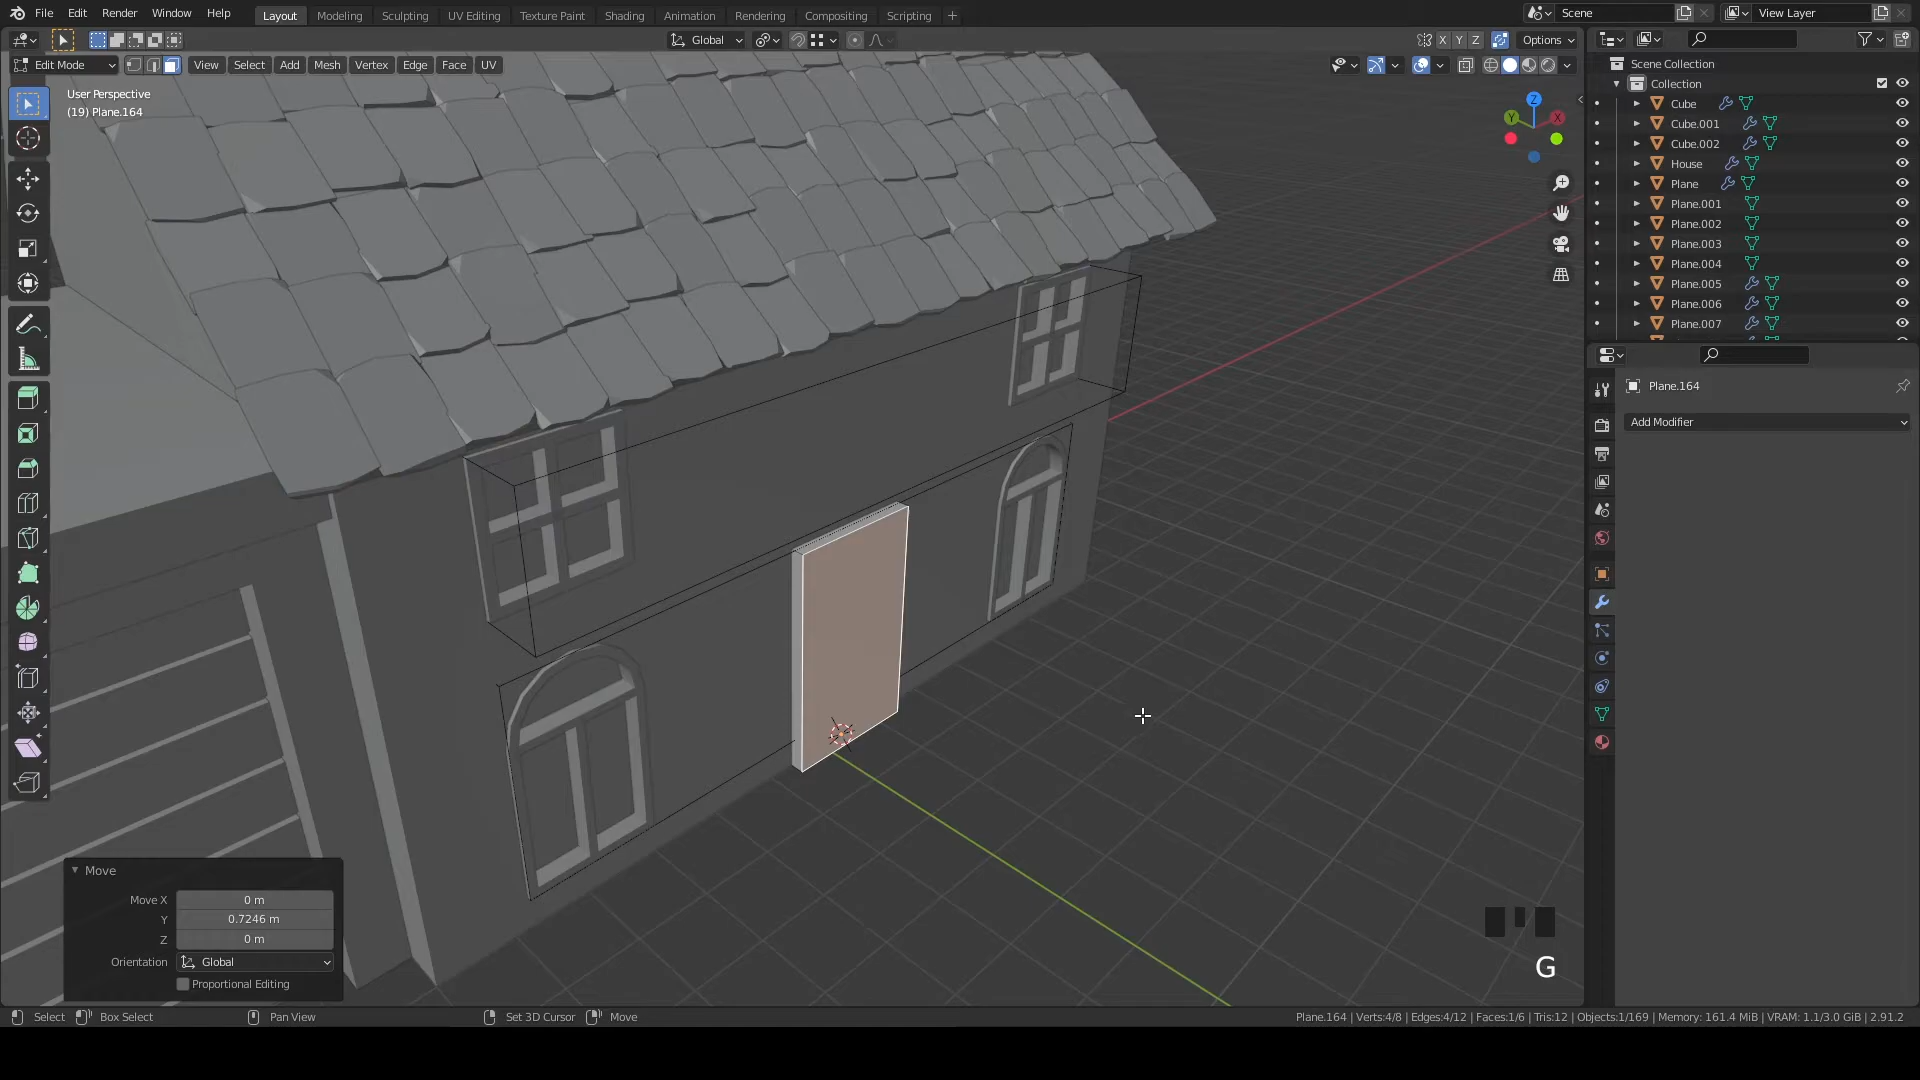 File Edit Render Window Help Layout Modeling Sculpting UV Editing Texture Paint Shading Animation Rendering Compositing Scripting + Scene View Layer
Global X Y Z Options
Edit Mode View Select Add Mesh Vertex Edge Face UV
User Perspective
(19) Plane.164
Z
Y X
Scene Collection
Collection
Cube
Cube.001
Cube.002
House
Plane
Plane.001
Plane.002
Plane.003
Plane.004
Plane.005
Plane.006
Plane.007
Plane.164
Add Modifier
Move
Move X 0 m
Y 0.7246 m
Z 0 m
Orientation Global
Proportional Editing
G
Select Box Select Pan View Set 3D Cursor Move Plane.164 | Verts:4/8 | Edges:4/12 | Faces:1/6 | Tris:12 | Objects:1/169 | Memory: 161.4 MiB | VRAM: 1.1/3.0 GiB | 2.91.2